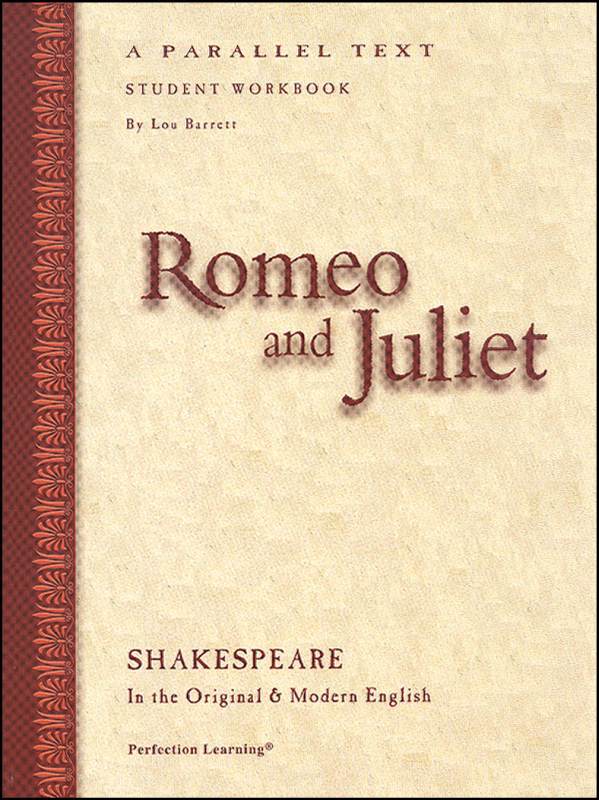 A PARALLEL TEXT
STUDENT WORKBOOK
By Lou Barrett
Romeo
and Juliet
SHAKESPEARE
In the Original & Modern English
Perfection Learning®